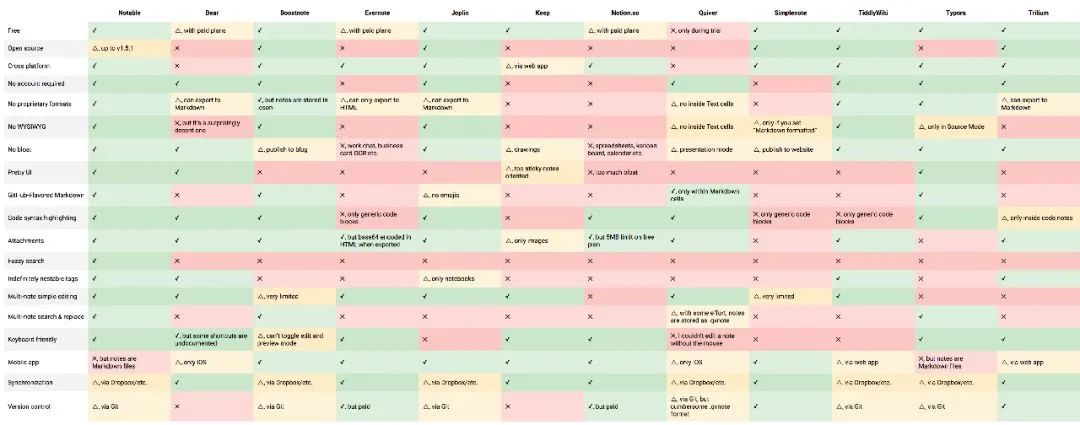 Notable Bear Boostnote Evernote Joplin Keep Notion.so Quiver Simplenote TiddlyWiki Typora Trilium
Free ✓ ⚠, with paid plans ✓ ⚠, with paid plans ✓ ✓ ⚠, with paid plans ✕, only during trial ✓ ✓ ✓ ✓
Open source ⚠, up to v1.5.1 ✕ ✓ ✕ ✓ ✕ ✕ ✕ ✓ ✓ ✕ ✓
Cross platform ✓ ✕ ✓ ✓ ✓ ⚠, via web app ✓ ✕ ✓ ✓ ✓ ✓
No account required ✓ ✓ ✓ ✕ ✓ ✕ ✕ ✓ ✕ ✓ ✓ ✓
No proprietary formats ✓ ⚠, can export to ✓, but notes are stored in ⚠, can only export to ⚠, can export to ✕ ✕ ⚠, no inside Text cells ✕ ✓ ✓ ⚠, can export to
Markdown .cson HTML Markdown Markdown
No WYSIWYG ✓ ✕, but it's a surprisingly ✓ ✕ ✓ ✕ ✕ ⚠, no inside Text cells ⚠, only if you set ✓ ⚠, only in Source Mode ✕
decent one "Markdown formatted"
No bloat ✓ ✓ ⚠, publish to blog ✕, work chat, business ✓ ⚠, drawings ✕, spreadsheets, kanban ⚠, presentation mode ⚠, publish to website ✓ ✓ ✓
card OCR etc. board, calendar etc.
Pretty UI ✓ ✓ ✕ ✕ ✕ ⚠, too sticky notes ✕, too much bloat ✕ ✕ ✕ ✓ ✕
oriented
GitHub-Flavored Markdown ✓ ✕ ✓ ✕ ⚠, no emojis ✕ ✕ ✓, only within Markdown ✕ ✕ ✓ ✕
cells
Code syntax highlighting ✓ ✓ ✓ ✕, only generic code ✓ ✕ ✓ ✓ ✕, only generic code ✕, only generic code ✓ ⚠, only inside code notes
blocks blocks blocks
Attachments ✓ ✓ ✓ ✓, but base64 encoded in ✓ ⚠, only images ✓, but 5MB limit on free ✓ ✕ ✓ ✕ ✓
HTML when exported plan
Fuzzy search ✓ ✕ ✕ ✕ ✕ ✕ ✕ ✕ ✕ ✕ ✕ ✕
Indefinitely nestable tags ✓ ✓ ✕ ✕ ⚠, only notebooks ✕ ✕ ✕ ✕ ✓ ✕ ✓
Multi-note simple editing ✓ ✓ ⚠, very limited ✓ ✓ ✓ ✕ ✓ ⚠, very limited ✓ ✕ ✕
Multi-note search & replace ✓ ✕ ✓ ✕ ✕ ✕ ✕ ⚠, with some effort, notes ✕ ✕ ✓ ✕
are stored as .qvnote
Keyboard friendly ✓ ✓, but some shortcuts are ⚠, can't toggle edit and ✓ ✕ ✓ ✓ ✕, I couldn't edit a note ✕ ✕ ✓ ✓
undocumented preview mode without the mouse
Mobile app ✕, but notes are ⚠, only iOS ✓ ✓ ✓ ✓ ✓ ⚠, only iOS ✓ ⚠, via web app ✕, but notes are ⚠, via web app
Markdown files Markdown files
Synchronization ⚠, via Dropbox/etc. ✓ ⚠, via Dropbox/etc. ✓ ⚠, via Dropbox/etc. ✓ ✓ ⚠, via Dropbox/etc. ✓ ⚠, via Dropbox/etc. ⚠, via Dropbox/etc. ✓
Version control ⚠, via Git ✕ ⚠, via Git ✓, but paid ⚠, via Git ✕ ✓, but paid ⚠, via Git, but ✓ ⚠, via Git ⚠, via Git ✓
cumbersome .qvnote
format